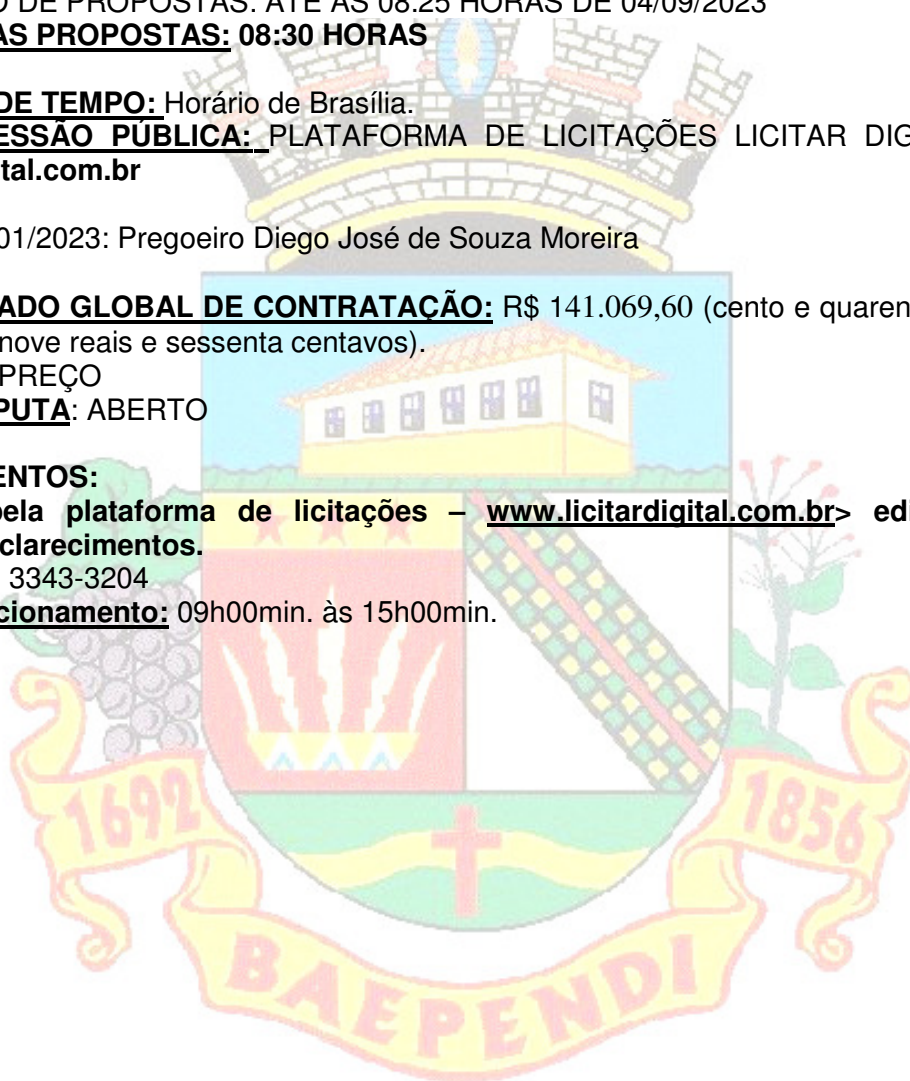 O DE PROPOSTAS: ATÉ ÀS 08:25 HORAS DE 04/09/2023
AS PROPOSTAS: 08:30 HORAS
DE TEMPO: Horário de Brasília.
ESSÃO PÚBLICA: PLATAFORMA DE LICITAÇÕES LICITAR DIG
tal.com.br
01/2023: Pregoeiro Diego José de Souza Moreira
ADO GLOBAL DE CONTRATAÇÃO: R$ 141.069,60 (cento e quaren
nove reais e sessenta centavos).
PREÇO
PUTA: ABERTO
ENTOS:
pela plataforma de licitações – www.licitardigital.com.br> edi
clarecimentos.
3343-3204
cionamento: 09h00min. às 15h00min.
1692
1856
BAEPENDI